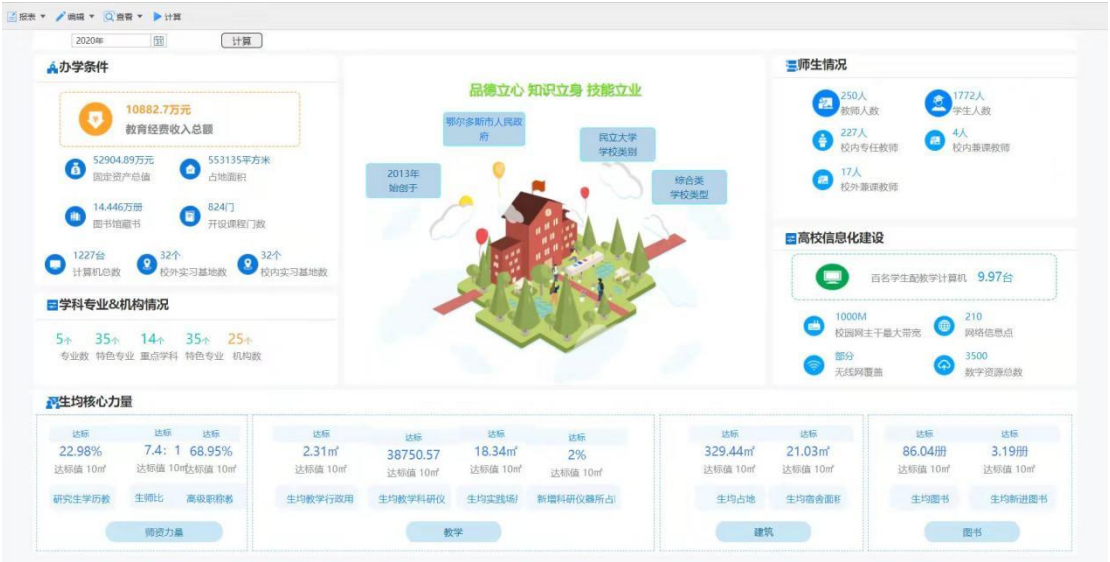 报表 编辑 查看 计算
2020年 计算
办学条件
10882.7万元
教育经费收入总额
52904.89万元
固定资产总值
553135平方米
占地面积
14.446万册
图书馆藏书
824门
开设课程门数
1227台
计算机总数
32个
校外实习基地数
32个
校内实习基地数
学科专业&机构情况
5个 35个 14个 35个 25个
专业数 特色专业 重点学科 特色专业 机构数
品德立心 知识立身 技能立业
鄂尔多斯市人民政
府
民立大学
学校类别
2013年
始创于
综合类
学校类型
师生情况
250人
教师人数
1772人
学生人数
227人
校内专任教师
4人
校内兼课教师
17人
校外兼课教师
高校信息化建设
百名学生配教学计算机 9.97台
1000M
校园网主干最大带宽
210
网络信息点
部分
无线网覆盖
3500
数字资源总数
生均核心力量
达标 达标 达标
22.98% 7.4：1 68.95%
达标值 10㎡ 达标值 10㎡ 达标值 10㎡
研究生学历教 生师比 高级职称教
师资力量
达标 达标 达标 达标
2.31㎡ 38750.57 18.34㎡ 2%
达标值 10㎡ 达标值 10㎡ 达标值 10㎡ 达标值 10㎡
生均教学行政用 生均教学科研仪 生均实践场 新增科研仪器所占
教学
达标 达标
329.44㎡ 21.03㎡
达标值 10㎡ 达标值 10㎡
生均占地 生均宿舍面积
建筑
达标 达标
86.04册 3.19册
达标值 10㎡ 达标值 10㎡
生均图书 生均新进图书
图书